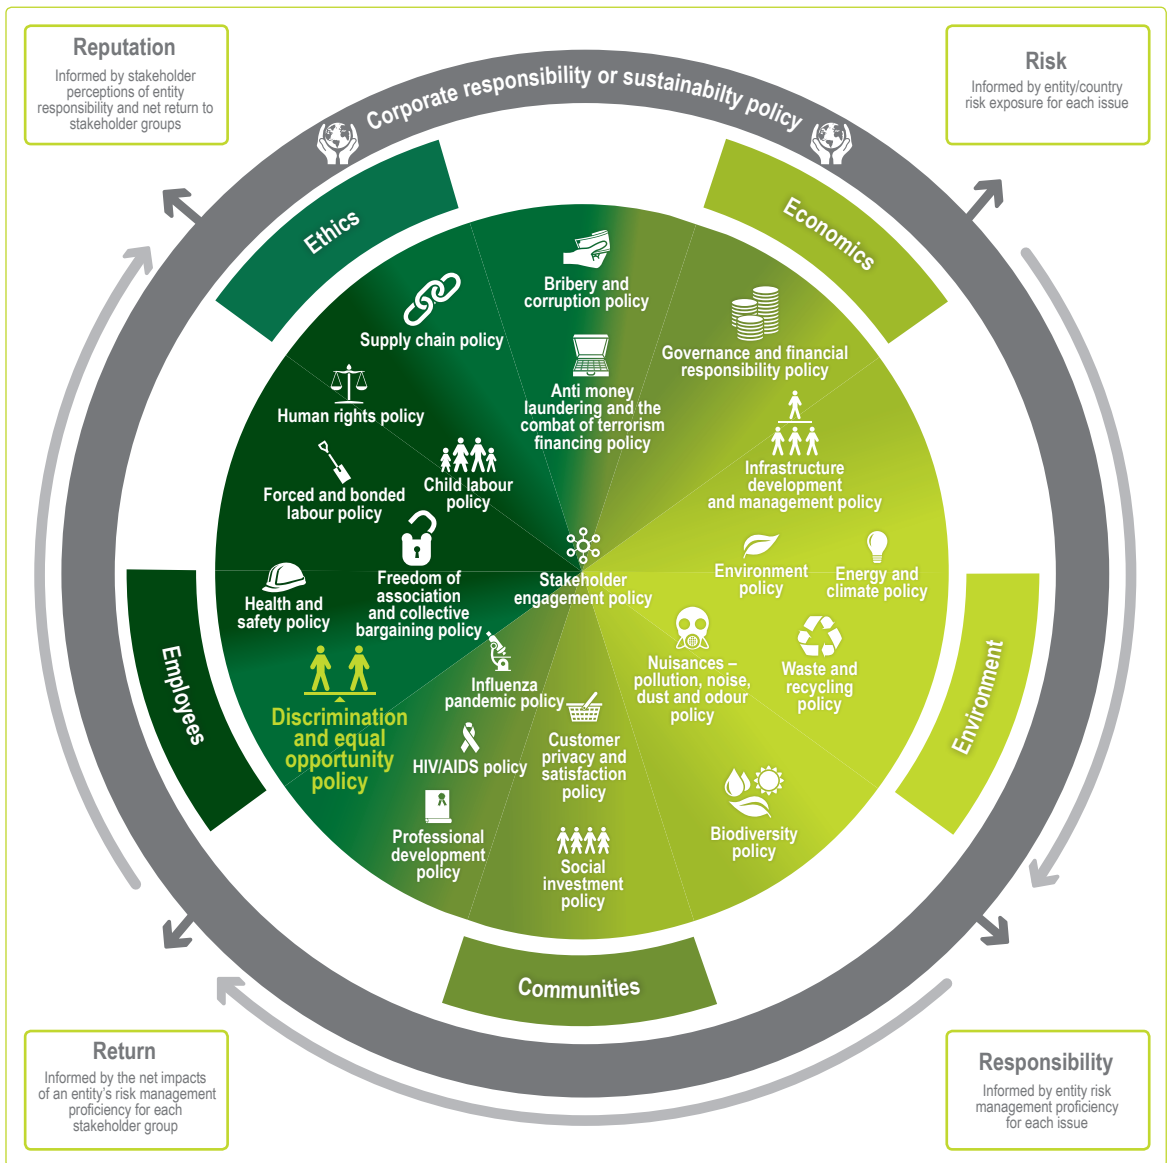 Reputation
Informed by stakeholder
perceptions of entity
responsibility and net return to
stakeholder groups
Risk
Informed by entity/country
risk exposure for each issue
Corporate responsibility or sustainabilty policy
Ethics
Economics
Bribery and
corruption policy
Supply chain policy
Governance and financial
responsibility policy
Anti money
laundering and the
combat of terrorism
financing policy
Human rights policy
Infrastructure
development
and management policy
Child labour
policy
Forced and bonded
labour policy
Stakeholder
engagement policy
Environment
policy
Energy and
climate policy
Freedom of
association
and collective
bargaining policy
Health and
safety policy
Employees
Environment
Nuisances –
pollution, noise,
dust and odour
policy
Waste and
recycling
policy
Influenza
pandemic policy
Discrimination
and equal
opportunity
policy
Customer
privacy and
satisfaction
policy
HIV/AIDS policy
Professional
development
policy
Biodiversity
policy
Social
investment
policy
Communities
Return
Informed by the net impacts
of an entity's risk management
proficiency for each
stakeholder group
Responsibility
Informed by entity risk
management proficiency
for each issue